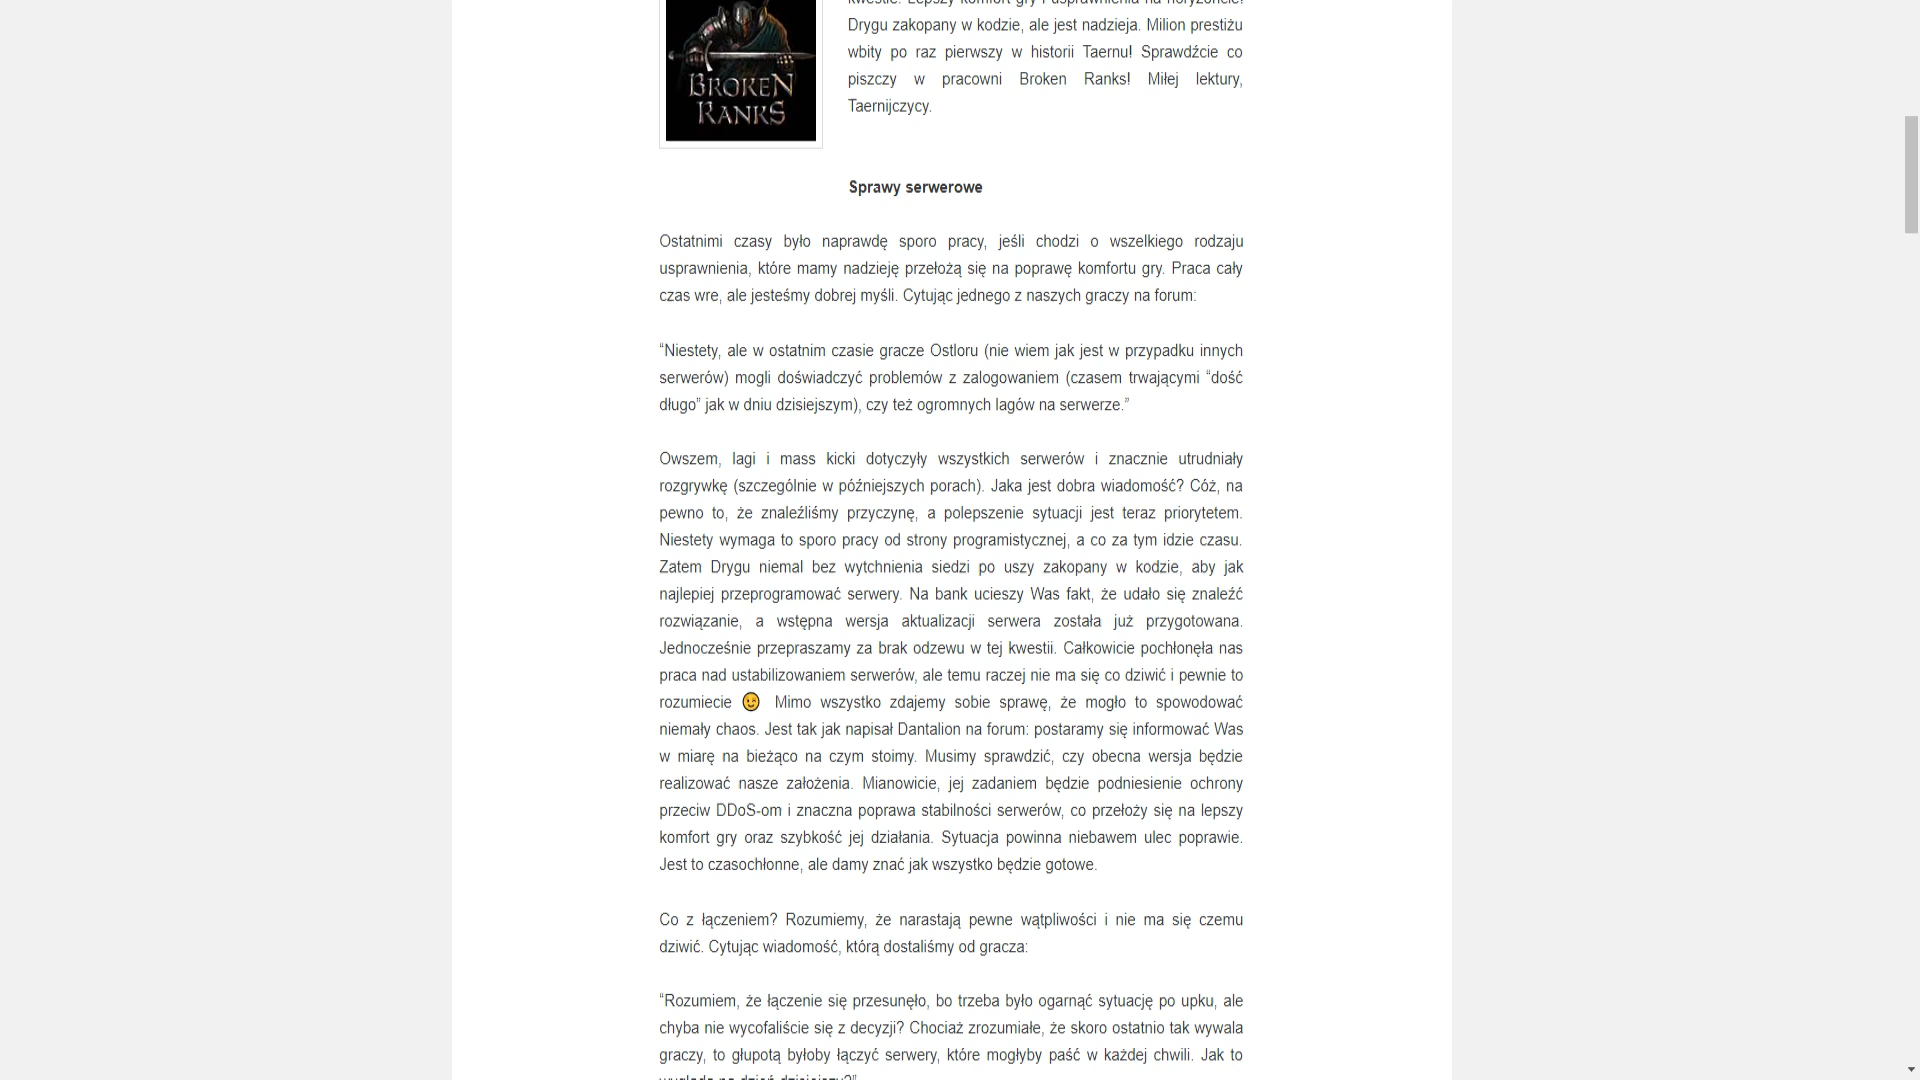 kwestie. Lepszy komfort gry i usprawnienia na horyzoncie!
Drygu zakopany w kodzie, ale jest nadzieja. Milion prestiżu
wbity po raz pierwszy w historii Taernu! Sprawdźcie co
piszczy w pracowni Broken Ranks! Miłej lektury,
Taernijczycy.
BROKEN
RANKS
Sprawy serwerowe
Ostatnimi czasy było naprawdę sporo pracy, jeśli chodzi o wszelkiego rodzaju
usprawnienia, które mamy nadzieję przełożą się na poprawę komfortu gry. Praca cały
czas wre, ale jesteśmy dobrej myśli. Cytując jednego z naszych graczy na forum:
“Niestety, ale w ostatnim czasie gracze Ostloru (nie wiem jak jest w przypadku innych
serwerów) mogli doświadczyć problemów z zalogowaniem (czasem trwającymi “dość
długo” jak w dniu dzisiejszym), czy też ogromnych lagów na serwerze.”
Owszem, lagi i mass kicki dotyczyły wszystkich serwerów i znacznie utrudniały
rozgrywkę (szczególnie w późniejszych porach). Jaka jest dobra wiadomość? Cóż, na
pewno to, że znaleźliśmy przyczynę, a polepszenie sytuacji jest teraz priorytetem.
Niestety wymaga to sporo pracy od strony programistycznej, a co za tym idzie czasu.
Zatem Drygu niemal bez wytchnienia siedzi po uszy zakopany w kodzie, aby jak
najlepiej przeprogramować serwery. Na bank ucieszy Was fakt, że udało się znaleźć
rozwiązanie, a wstępna wersja aktualizacji serwera została już przygotowana.
Jednocześnie przepraszamy za brak odzewu w tej kwestii. Całkowicie pochłonęła nas
praca nad ustabilizowaniem serwerów, ale temu raczej nie ma się co dziwić i pewnie to
rozumiecie 😉 Mimo wszystko zdajemy sobie sprawę, że mogło to spowodować
niemały chaos. Jest tak jak napisał Dantalion na forum: postaramy się informować Was
w miarę na bieżąco na czym stoimy. Musimy sprawdzić, czy obecna wersja będzie
realizować nasze założenia. Mianowicie, jej zadaniem będzie podniesienie ochrony
przeciw DDoS-om i znaczna poprawa stabilności serwerów, co przełoży się na lepszy
komfort gry oraz szybkość jej działania. Sytuacja powinna niebawem ulec poprawie.
Jest to czasochłonne, ale damy znać jak wszystko będzie gotowe.
Co z łączeniem? Rozumiemy, że narastają pewne wątpliwości i nie ma się czemu
dziwić. Cytując wiadomość, którą dostaliśmy od gracza:
“Rozumiem, że łączenie się przesunęło, bo trzeba było ogarnąć sytuację po upku, ale
chyba nie wycofaliście się z decyzji? Chociaż zrozumiałe, że skoro ostatnio tak wywala
graczy, to głupotą byłoby łączyć serwery, które mogłyby paść w każdej chwili. Jak to
wygląda na dzień dzisiejszy?”